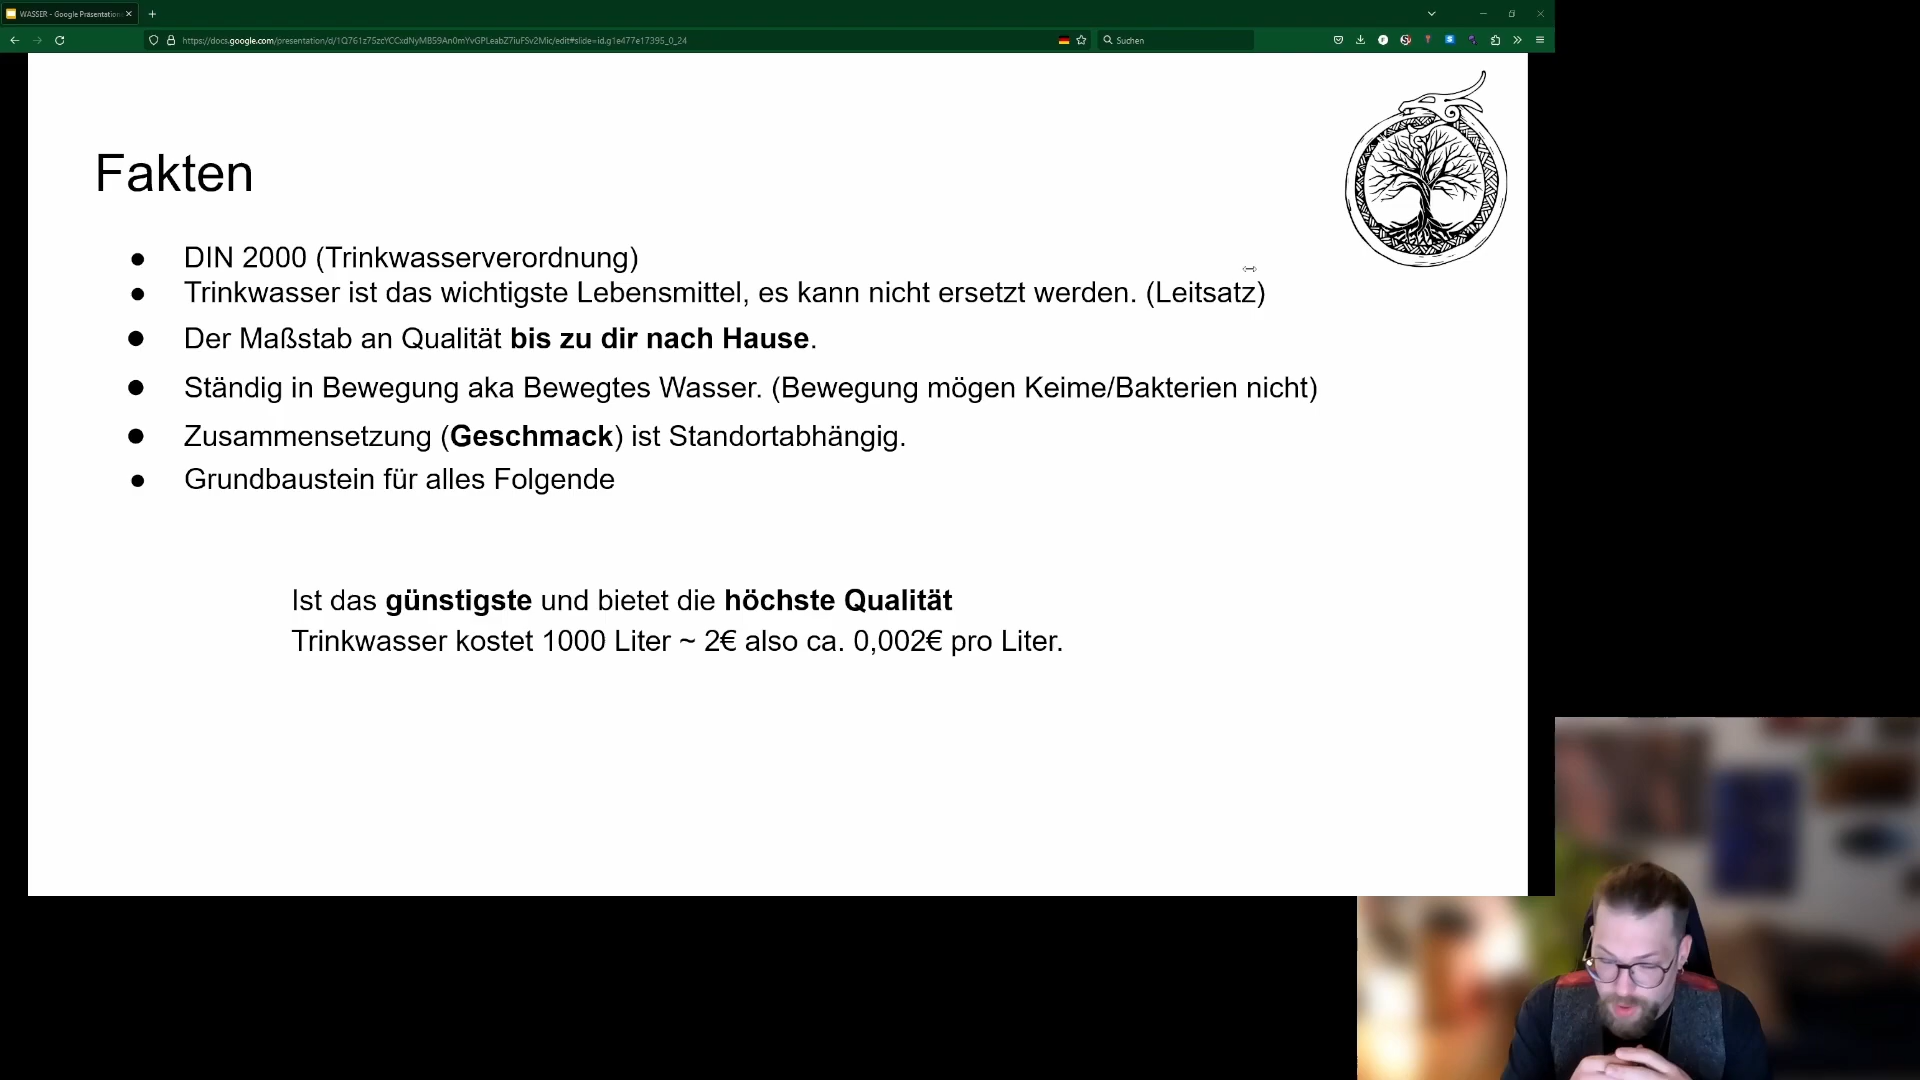 WASSER - Google Präsentation
https://docs.google.com/presentation/d/1Q761z75zcYCCxdNyMB59An0mYvGPLeabZ7iuFSv2Mic/edit#slide=id.g1e477e17395_0_24
Suchen
Fakten
● DIN 2000 (Trinkwasserverordnung)
● Trinkwasser ist das wichtigste Lebensmittel, es kann nicht ersetzt werden. (Leitsatz)
● Der Maßstab an Qualität bis zu dir nach Hause.
● Ständig in Bewegung aka Bewegtes Wasser. (Bewegung mögen Keime/Bakterien nicht)
● Zusammensetzung (Geschmack) ist Standortabhängig.
● Grundbaustein für alles Folgende
Ist das günstigste und bietet die höchste Qualität
Trinkwasser kostet 1000 Liter ~ 2€ also ca. 0,002€ pro Liter.